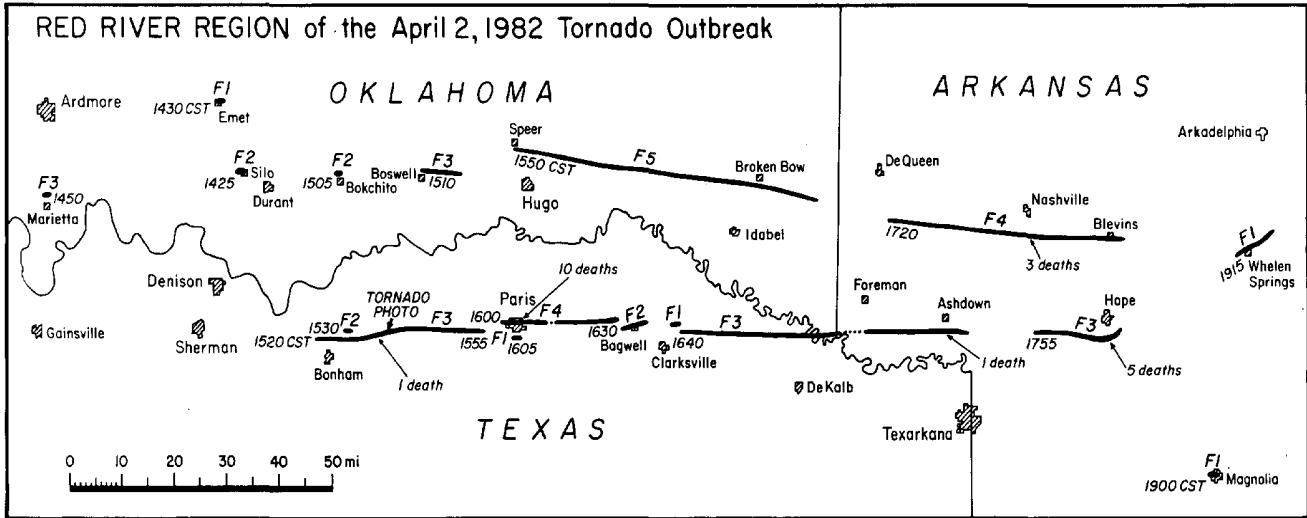 RED RIVER REGION of the April 2, 1982 Tornado Outbreak
OKLAHOMA
ARKANSAS
Ardmore
F1
1430 CST
Emet
Arkadelphia
Speer
F2
Silo
1425
Durant
F2
1505
Bokchito
Boswell
F3
1510
1550 CST
F5
Broken Bow
DeQueen
F3
1450
Marietta
Hugo
Idabel
Nashville
Blevins
1720
F4
3 deaths
F1
1915
Whelen
Springs
Denison
10 deaths
TORNADO
PHOTO
Paris
Foreman
Ashdown
Hope
Gainsville
Sherman
1530
F2
1520 CST
F3
1555
1600
F4
F1
1605
1630
F2
Bagwell
F1
1640
Clarksville
F3
F3
1755
Bonham
1 death
1 death
5 deaths
DeKalb
TEXAS
Texarkana
0 10 20 30 50 mi
F1
1900 CST
Magnolia